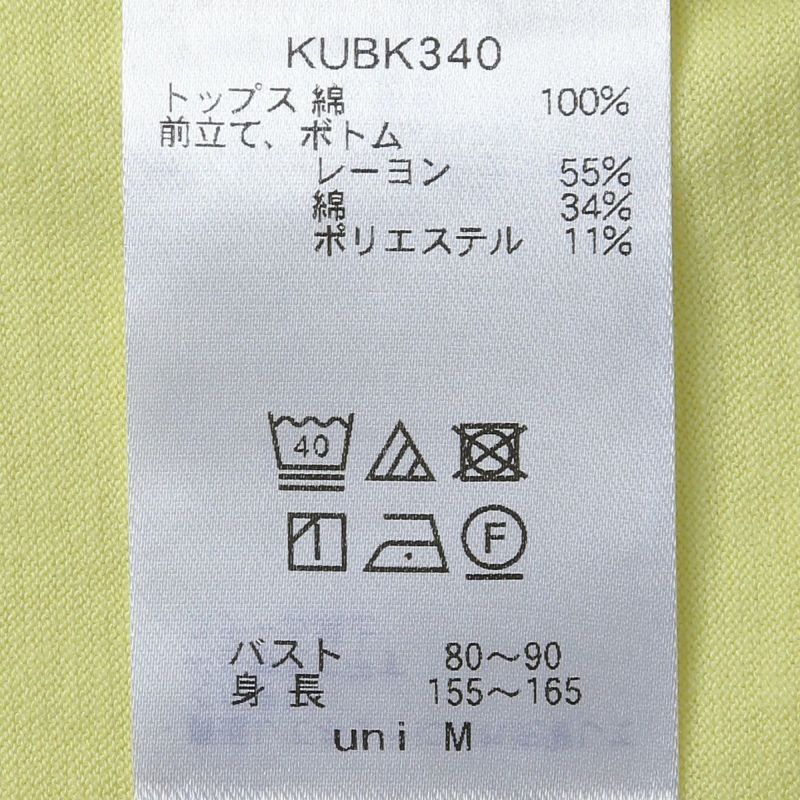 KUBK340
トップス 綿 100%
前立て、ボトム
レーヨン 55%
綿 34%
ポリエステル 11%
40
F
バスト 80～90
身 長 155～165
uni M